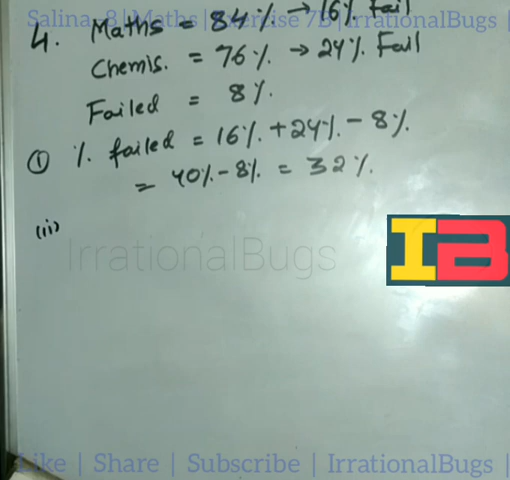 Salina 8 | Maths | Exercise 7B | IrrationalBugs |
4. Maths = 84% → 16% Fail
Chemis. = 76% → 24% Fail
Failed = 8%.
① % failed = 16% + 24% - 8%.
= 40% - 8% = 32%.
(ii)
IrrationalBugs
IB
Like | Share | Subscribe | IrrationalBugs |